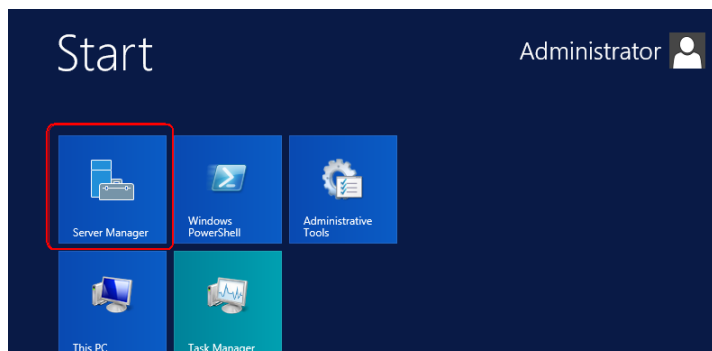 Start
Administrator
Server Manager
Windows
PowerShell
Administrative
Tools
This PC
Task Manager